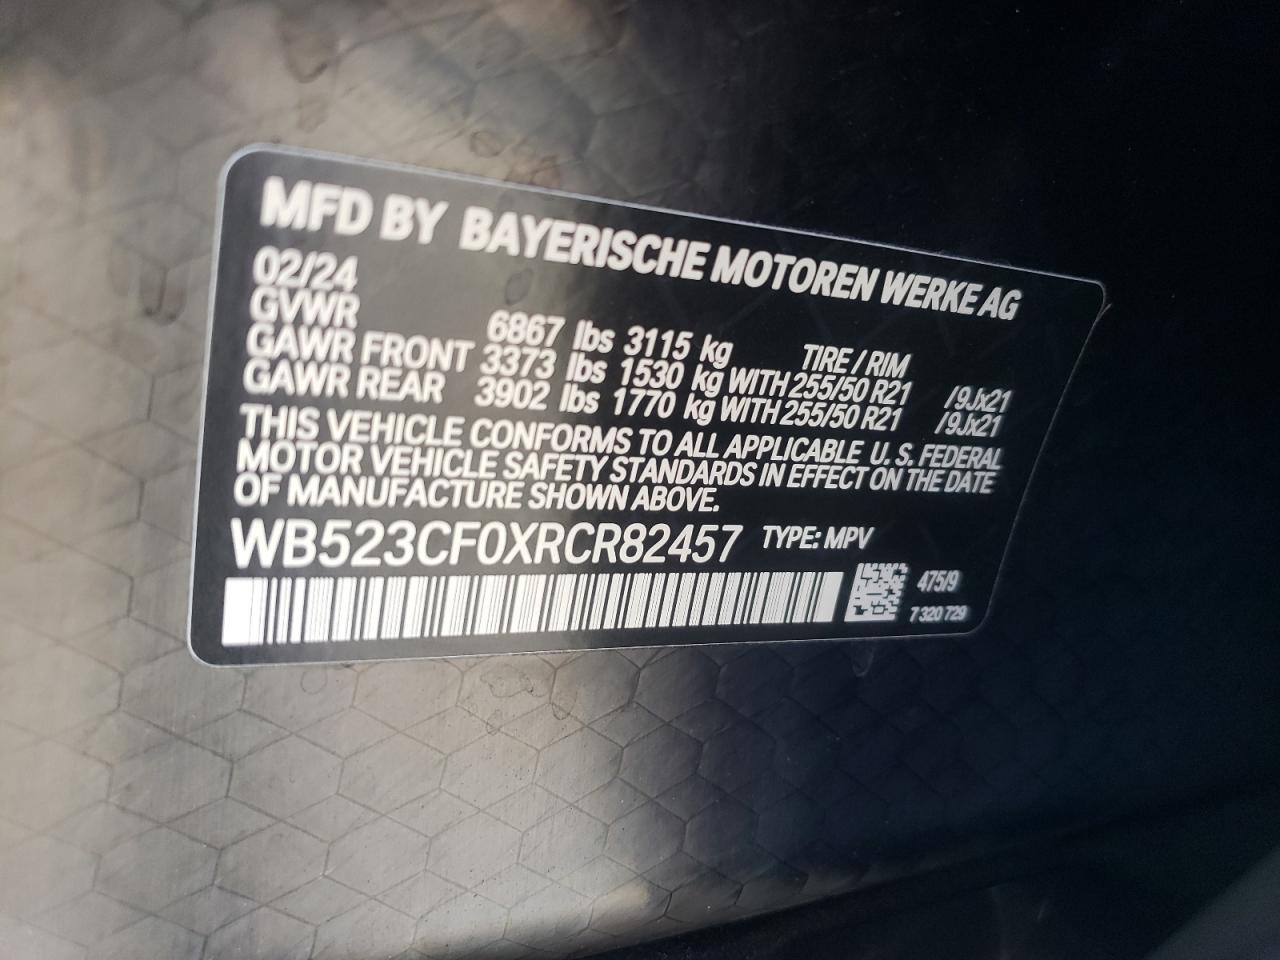 MFD BY BAYERISCHE MOTOREN WERKE AG
02/24
GVWR 6867 lbs 3115 kg TIRE / RIM
GAWR FRONT 3373 lbs 1530 kg WITH 255/50 R21 /9Jx21
GAWR REAR 3902 lbs 1770 kg WITH 255/50 R21 /9Jx21
THIS VEHICLE CONFORMS TO ALL APPLICABLE U. S. FEDERAL
MOTOR VEHICLE SAFETY STANDARDS IN EFFECT ON THE DATE
OF MANUFACTURE SHOWN ABOVE.
WB523CF0XRCR82457 TYPE: MPV
475/9
7 320 729